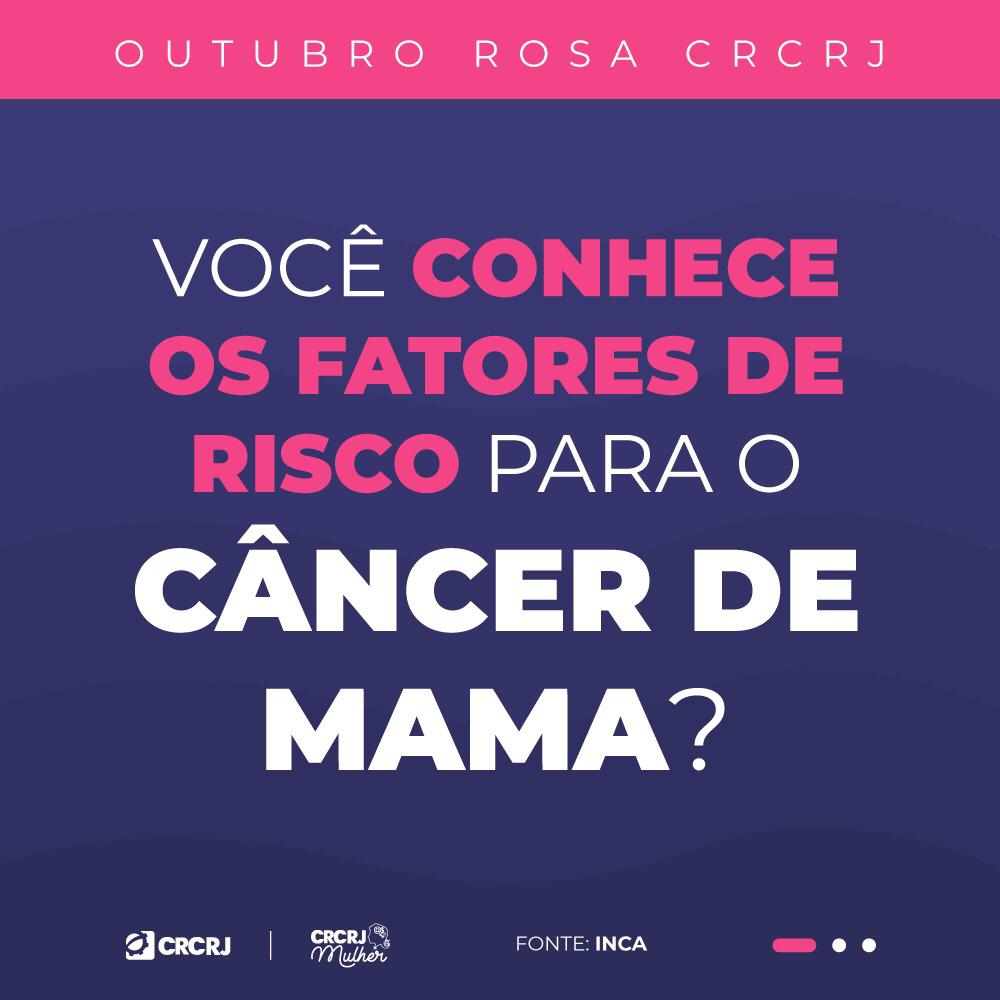 OUTUBRO ROSA CRCRJ
VOCÊ CONHECE
OS FATORES DE
RISCO PARA O
CÂNCER DE
MAMA?
CRCRJ
CRCRJ
Mulher
FONTE: INCA